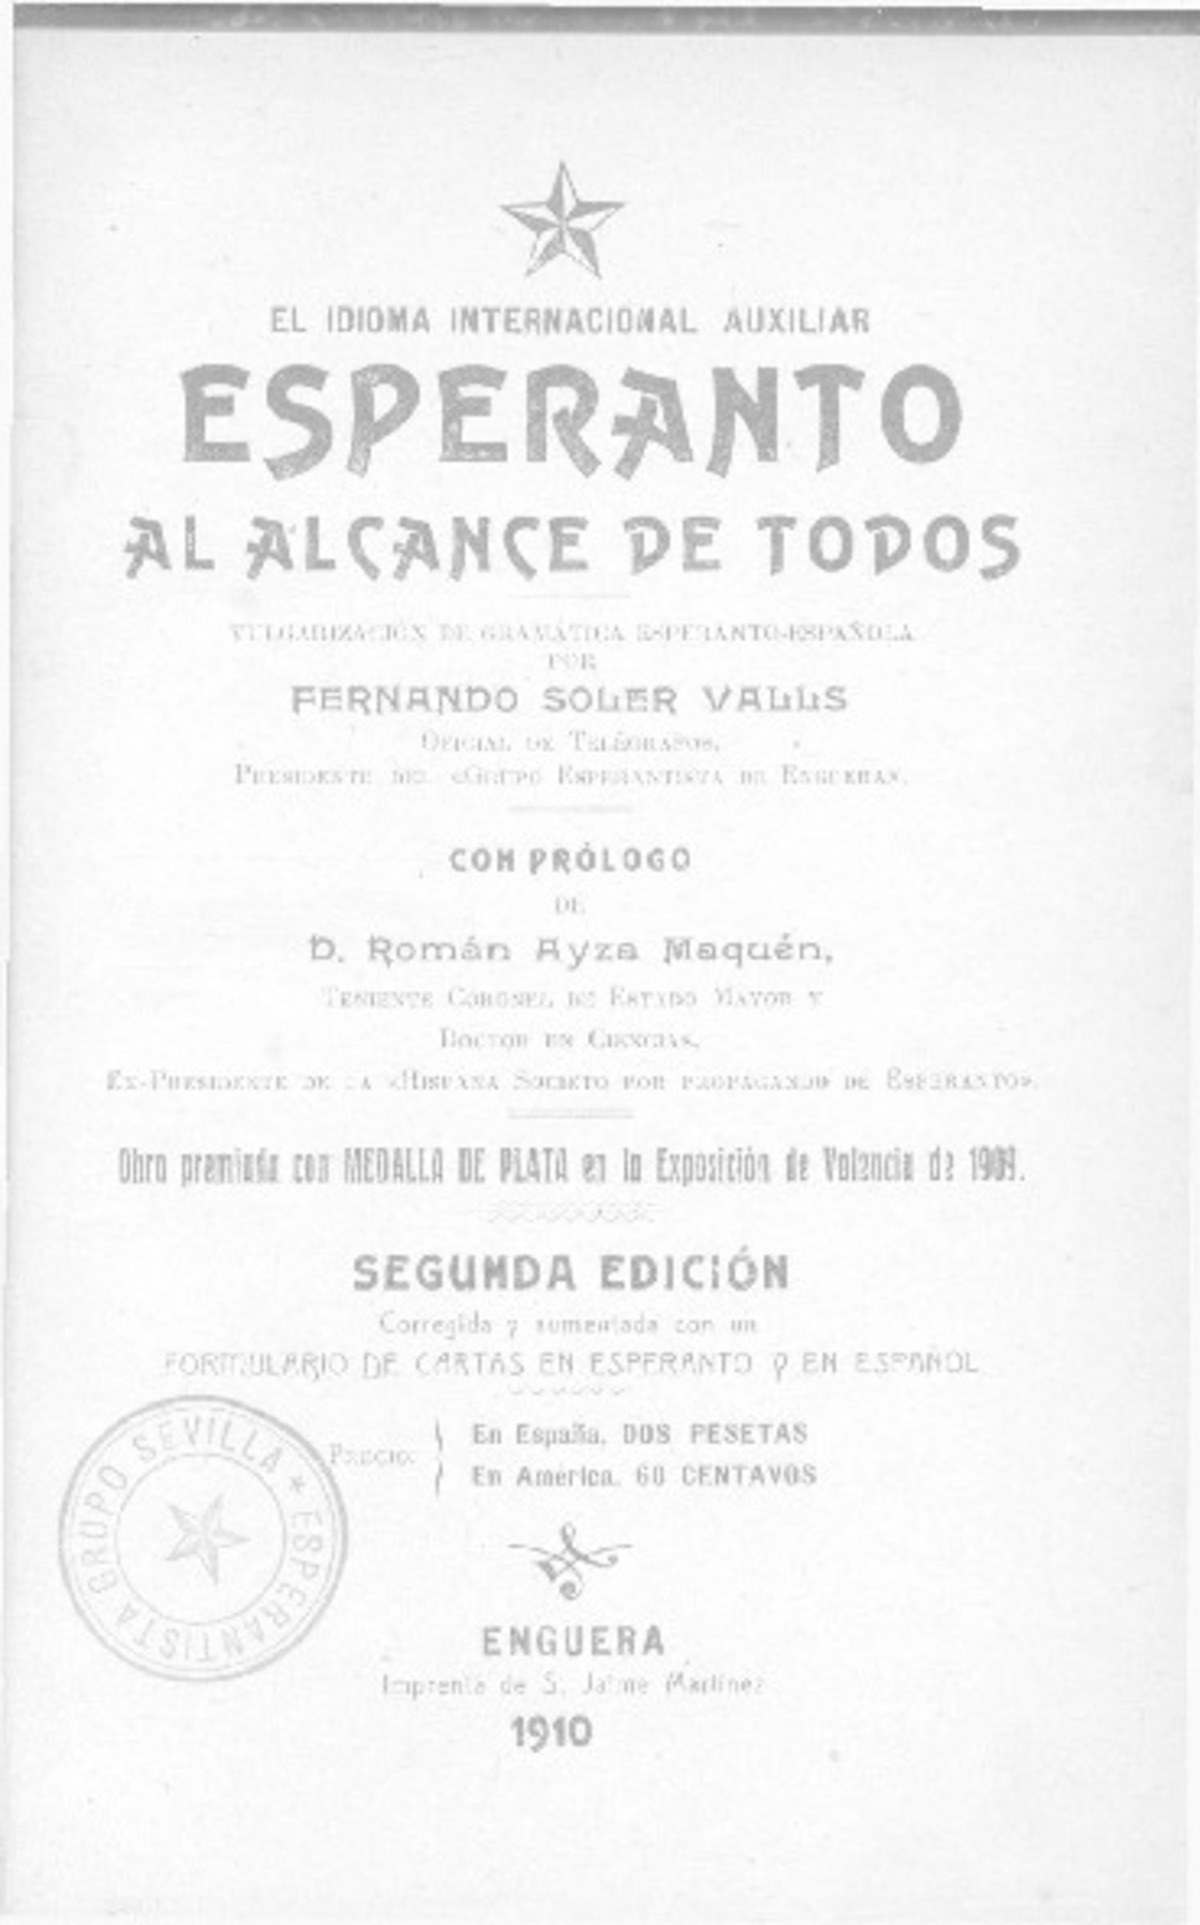 EL IDIOMA INTERNACIONAL AUXILIAR
ESPERANTO
AL ALCANCE DE TODOS
VULGARIZACIÓN DE GRAMÁTICA ESPERANTO-ESPAÑOLA
POR
FERNANDO SOLER VALLS
OFICIAL DE TELÉGRAFOS.
PRESIDENTE DEL «GRUPO ESPERANTISTA DE ENGUERA».
CON PRÓLOGO
DE
D. Román Ayza Maquén,
TENIENTE CORONEL DE ESTADO MAYOR Y
DOCTOR EN CIENCIAS.
EX-PRESIDENTE DE LA «HISPANA SOCIETO POR PROPAGANDO DE ESPERANTO».
Obra premiada con MEDALLA DE PLATA en la Exposición de Valencia de 1909.
SEGUNDA EDICIÓN
Corregida y aumentada con un
FORMULARIO DE CARTAS EN ESPERANTO Y EN ESPAÑOL
PRECIO:
En España, DOS PESETAS
En América, 60 CENTAVOS
GRUPO SEVILLA * ESPERANTISTA
ENGUERA
Imprenta de S. Jaime Martínez
1910